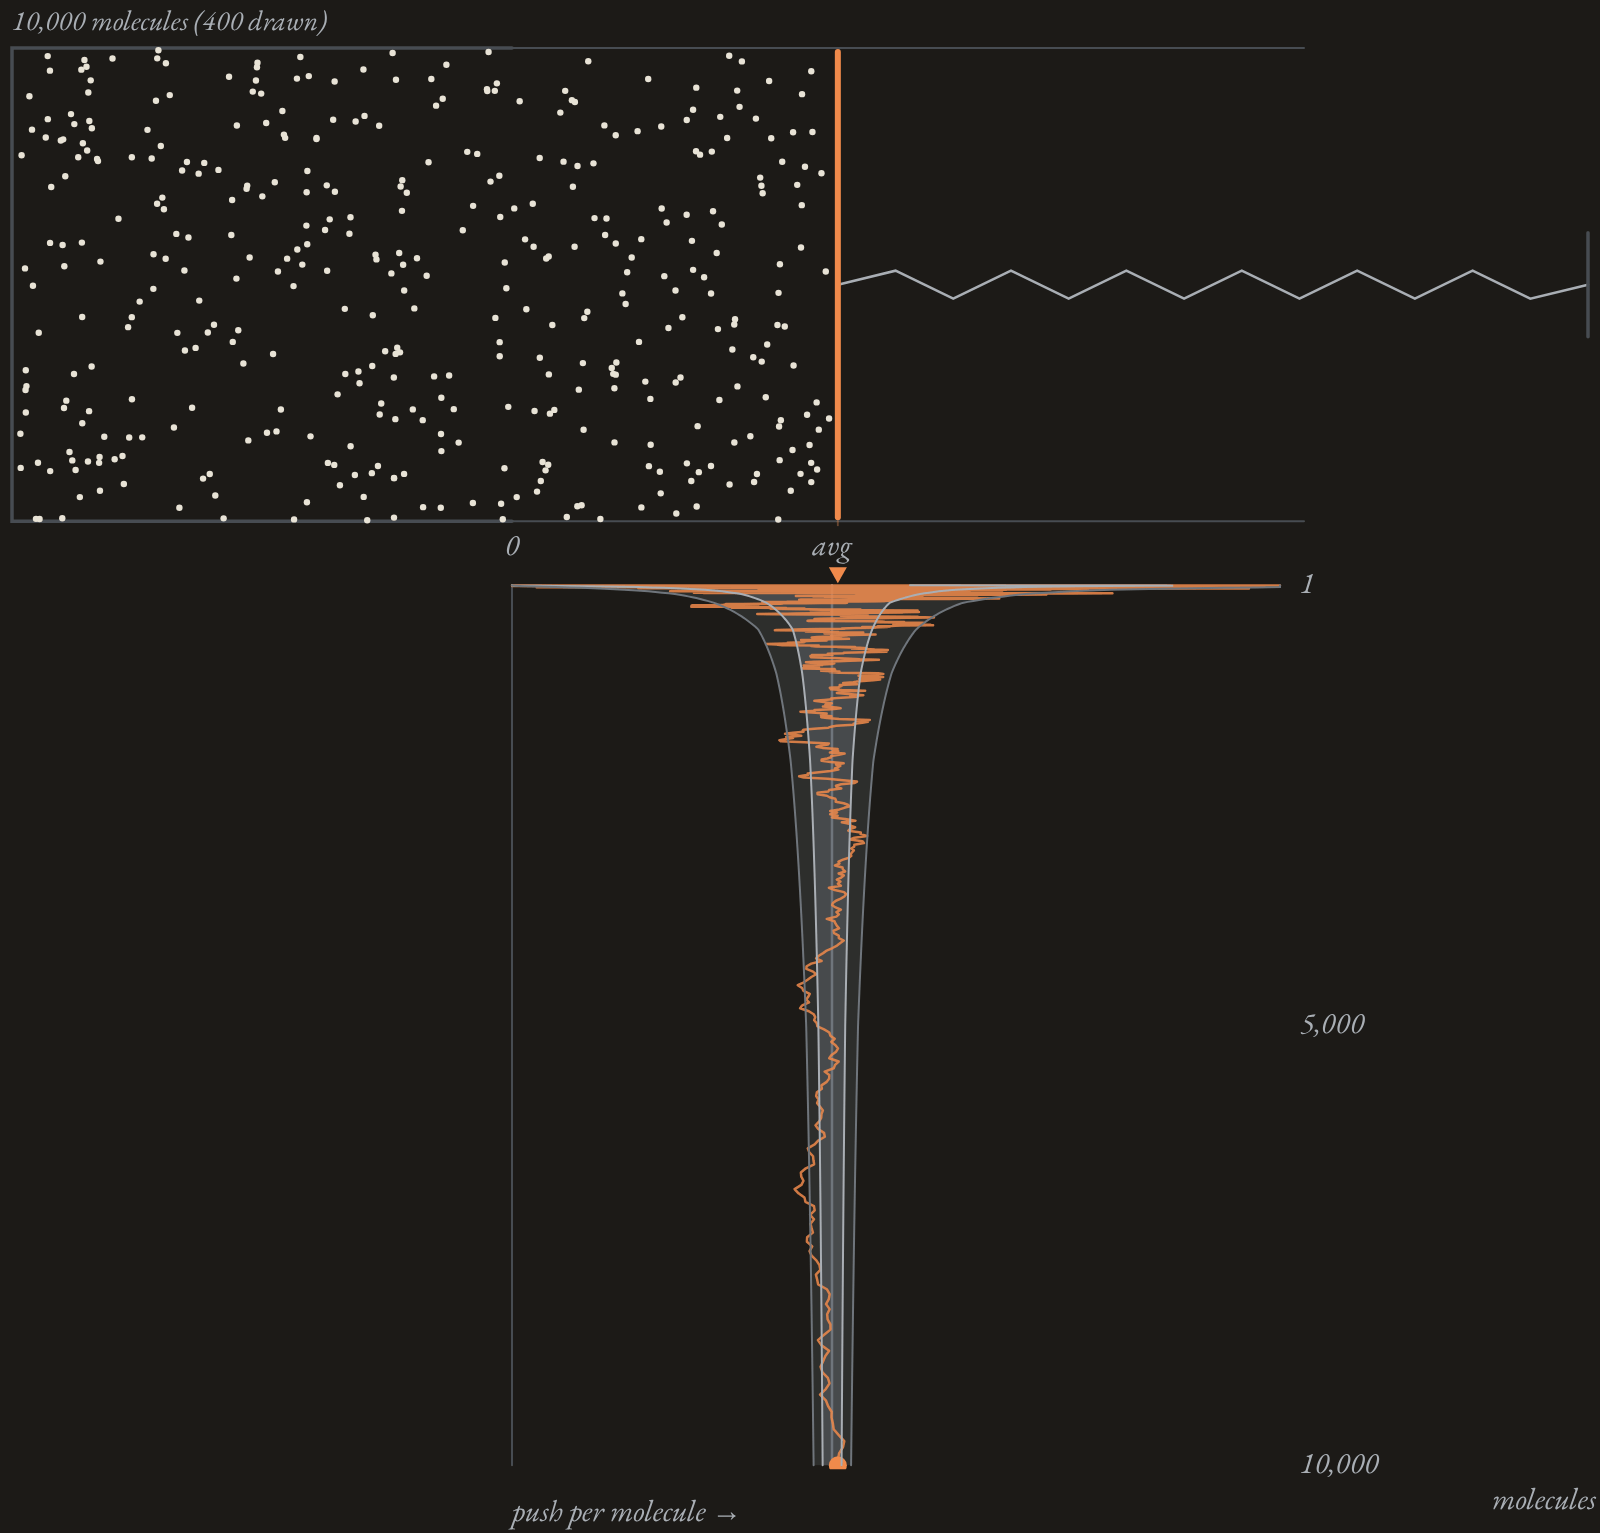 10,000 molecules (400 drawn)
0
avg
1
5,000
10,000
molecules
push per molecule →